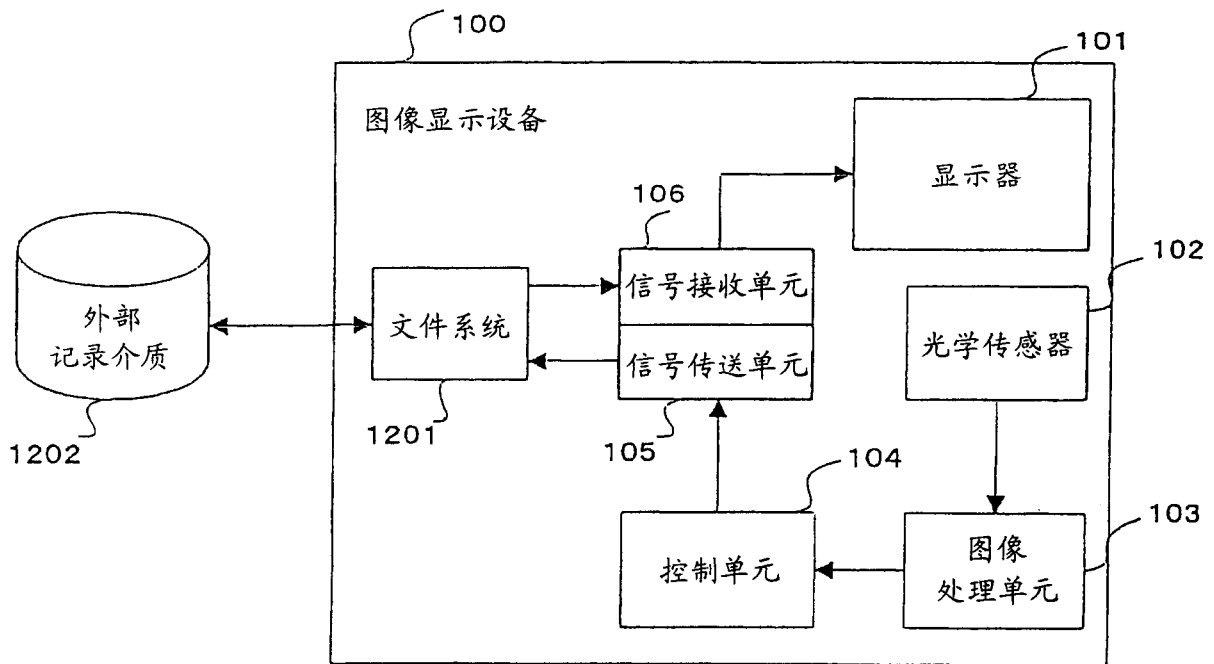 100
101
图像显示设备
显示器
106
102
信号接收单元
外部
记录介质
文件系统
光学传感器
信号传送单元
1202
1201
105
104
103
控制单元
图像
处理单元